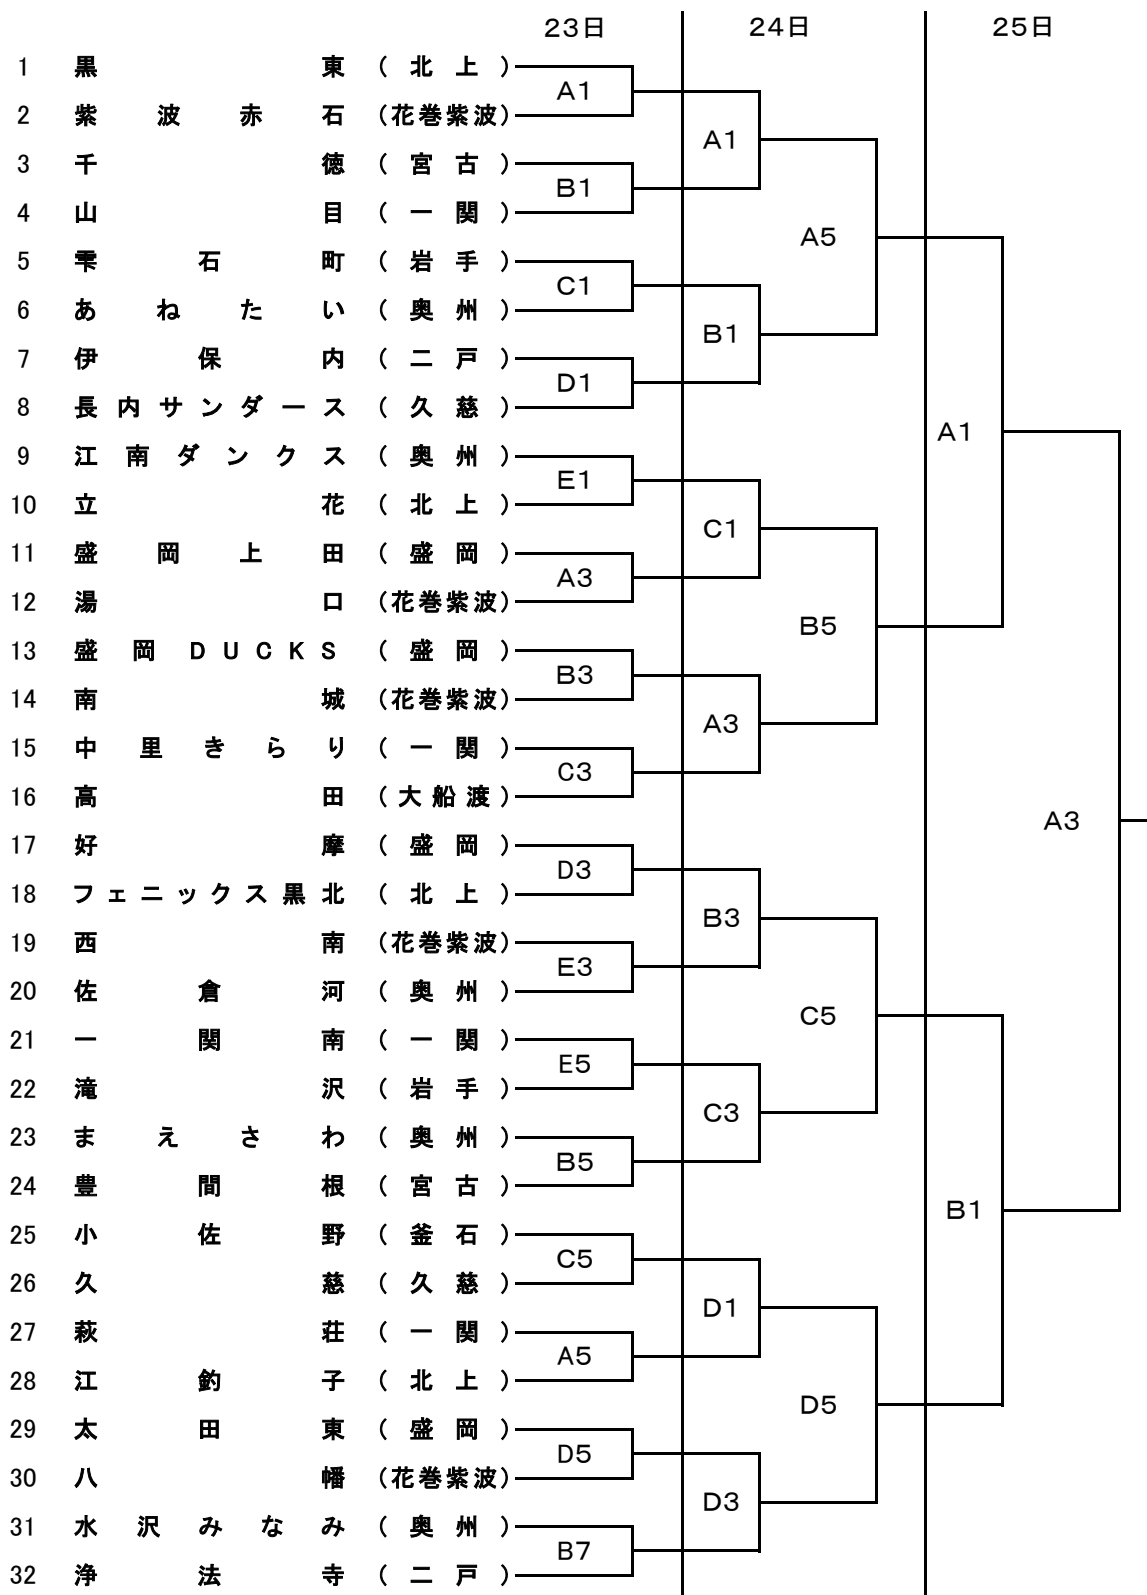 23日 24日 25日
1 黒東 (北上)
A1
2 紫波赤石 (花巻紫波)
A1
3 千徳 (宮古)
B1
4 山目 (一関)
A5
5 雫石町 (岩手)
C1
6 あねたい (奥州)
B1
7 伊保内 (二戸)
D1
8 長内サンダース (久慈)
A1
9 江南ダンクス (奥州)
E1
10 立花 (北上)
C1
11 盛岡上田 (盛岡)
A3
12 湯口 (花巻紫波)
B5
13 盛岡DUCKS (盛岡)
B3
14 南城 (花巻紫波)
A3
15 中里きらり (一関)
C3
16 高田 (大船渡)
A3
17 好摩 (盛岡)
D3
18 フェニックス黒北 (北上)
B3
19 西南 (花巻紫波)
E3
20 佐倉河 (奥州)
C5
21 一関南 (一関)
E5
22 滝沢 (岩手)
C3
23 まえさわ (奥州)
B5
24 豊間根 (宮古)
B1
25 小佐野 (釜石)
C5
26 久慈 (久慈)
D1
27 萩荘 (一関)
A5
28 江釣子 (北上)
D5
29 太田東 (盛岡)
D5
30 八幡 (花巻紫波)
D3
31 水沢みなみ (奥州)
B7
32 浄法寺 (二戸)